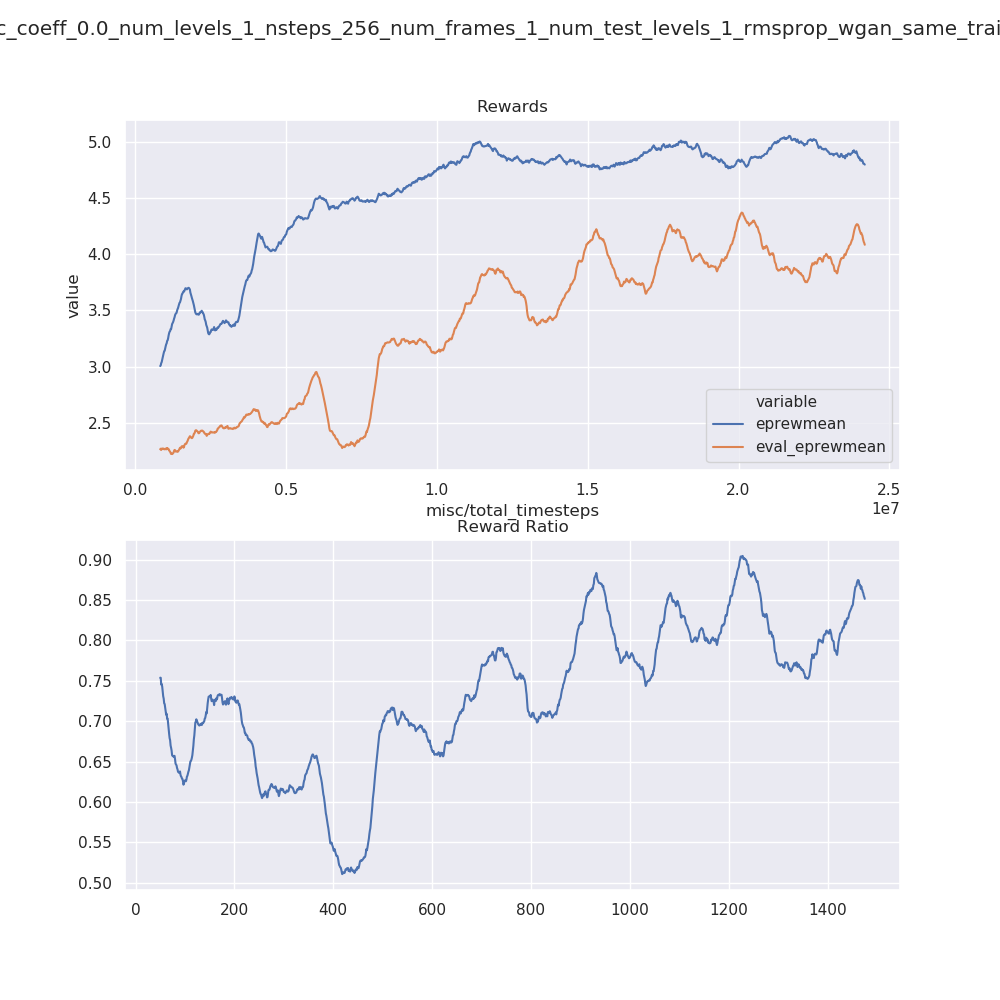 c_coeff_0.0_num_levels_1_nsteps_256_num_frames_1_num_test_levels_1_rmsprop_wgan_same_trai
Rewards
value
5.0
4.5
4.0
3.5
3.0
2.5
variable
eprewmean
eval_eprewmean
0.0 0.5 1.0 1.5 2.0 2.5
1e7
misc/total_timesteps
Reward Ratio
0.90
0.85
0.80
0.75
0.70
0.65
0.60
0.55
0.50
0 200 400 600 800 1000 1200 1400